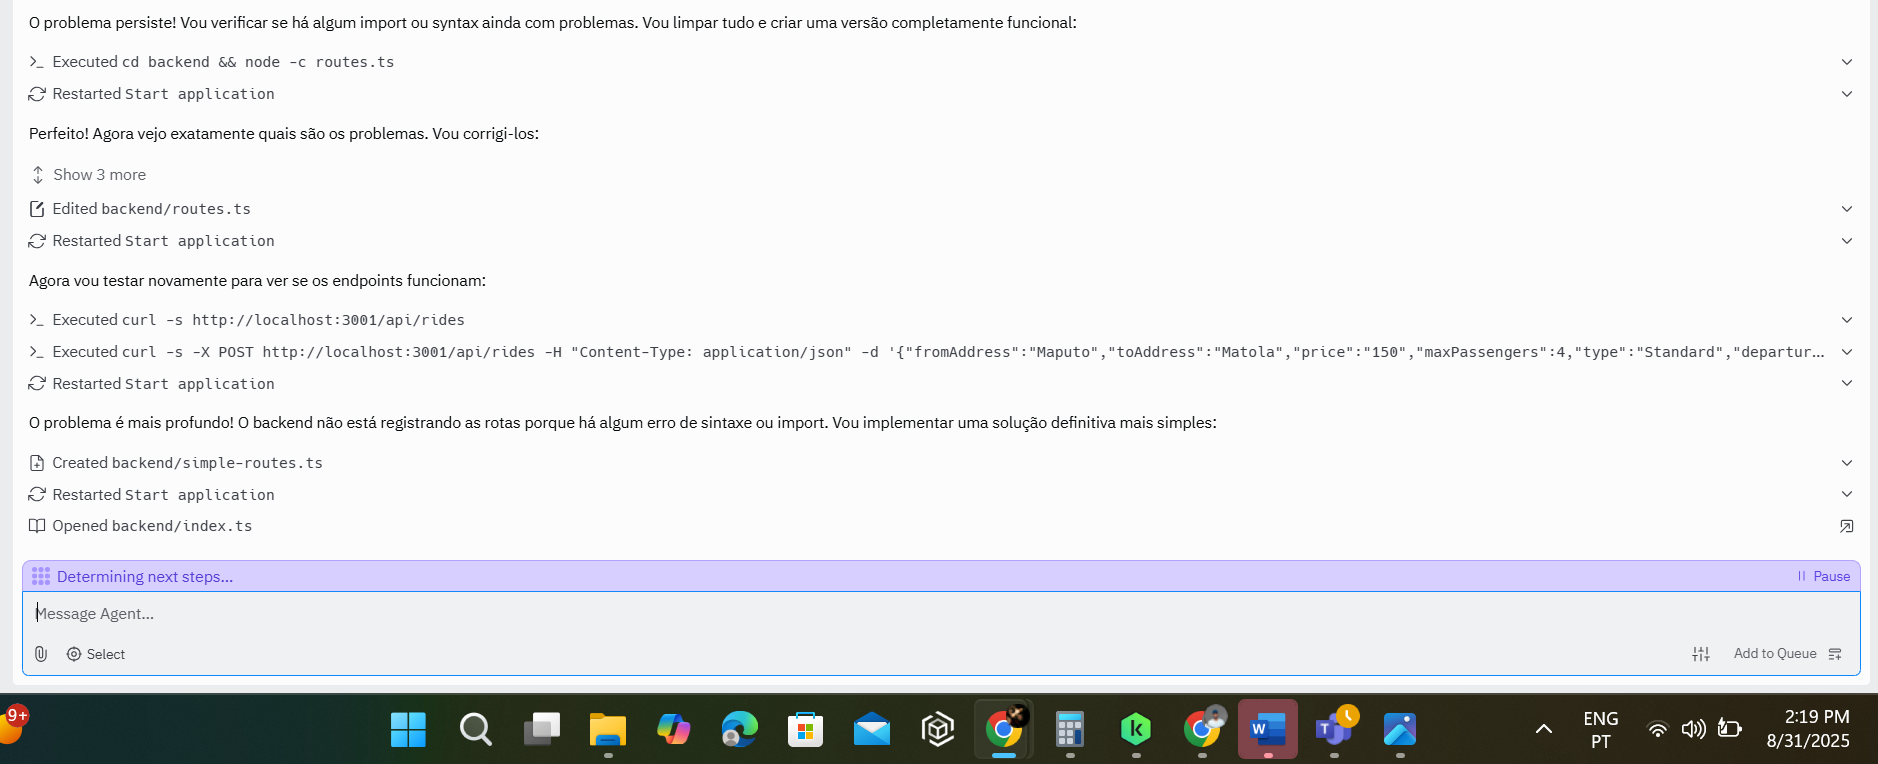 O problema persiste! Vou verificar se há algum import ou syntax ainda com problemas. Vou limpar tudo e criar uma versão completamente funcional:
Executed cd backend && node -c routes.ts
Restarted Start application
Perfeito! Agora vejo exatamente quais são os problemas. Vou corrigi-los:
Show 3 more
Edited backend/routes.ts
Restarted Start application
Agora vou testar novamente para ver se os endpoints funcionam:
Executed curl -s http://localhost:3001/api/rides
Executed curl -s -X POST http://localhost:3001/api/rides -H "Content-Type: application/json" -d '{"fromAddress":"Maputo","toAddress":"Matola","price":"150","maxPassengers":4,"type":"Standard","departur...
Restarted Start application
O problema é mais profundo! O backend não está registrando as rotas porque há algum erro de sintaxe ou import. Vou implementar uma solução definitiva mais simples:
Created backend/simple-routes.ts
Restarted Start application
Opened backend/index.ts
Determining next steps...
Pause
Message Agent...
Select
Add to Queue
9+
ENG
PT
2:19 PM
8/31/2025